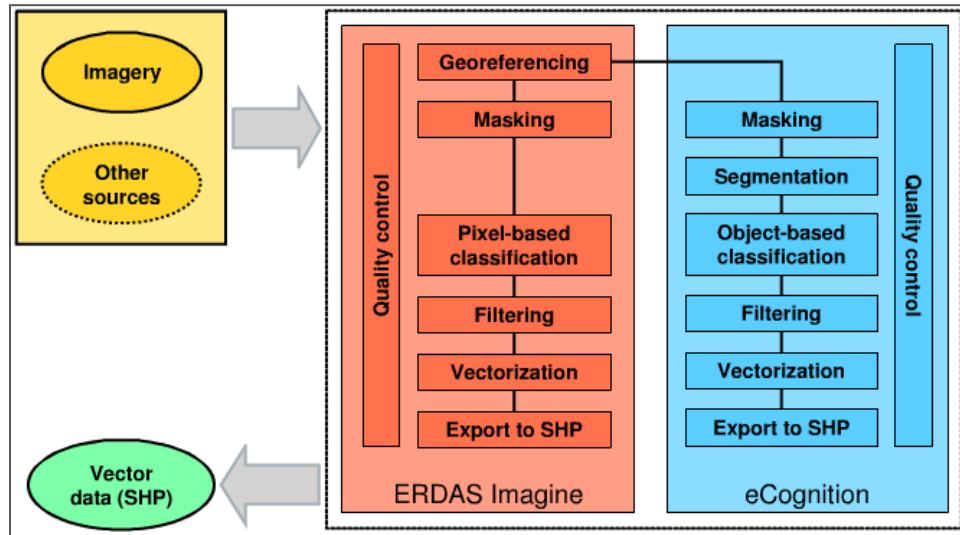 Imagery
Other
sources
Vector
data (SHP)
Quality control
Georeferencing
Masking
Pixel-based
classification
Filtering
Vectorization
Export to SHP
ERDAS Imagine
Masking
Segmentation
Object-based
classification
Filtering
Vectorization
Export to SHP
Quality control
eCognition